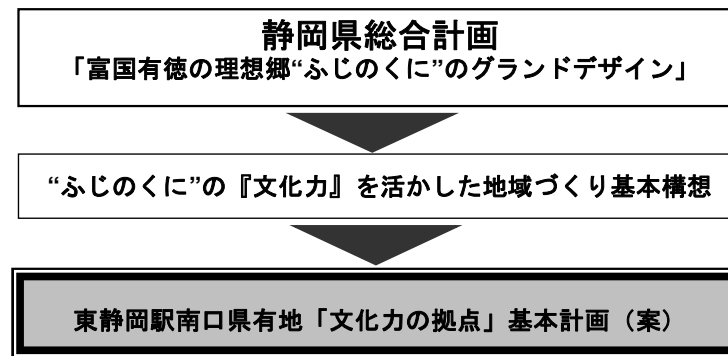 静岡県総合計画
「富国有徳の理想郷“ふじのくに”のグランドデザイン」
“ふじのくに”の『文化力』を活かした地域づくり基本構想
東静岡駅南口県有地「文化力の拠点」基本計画（案）